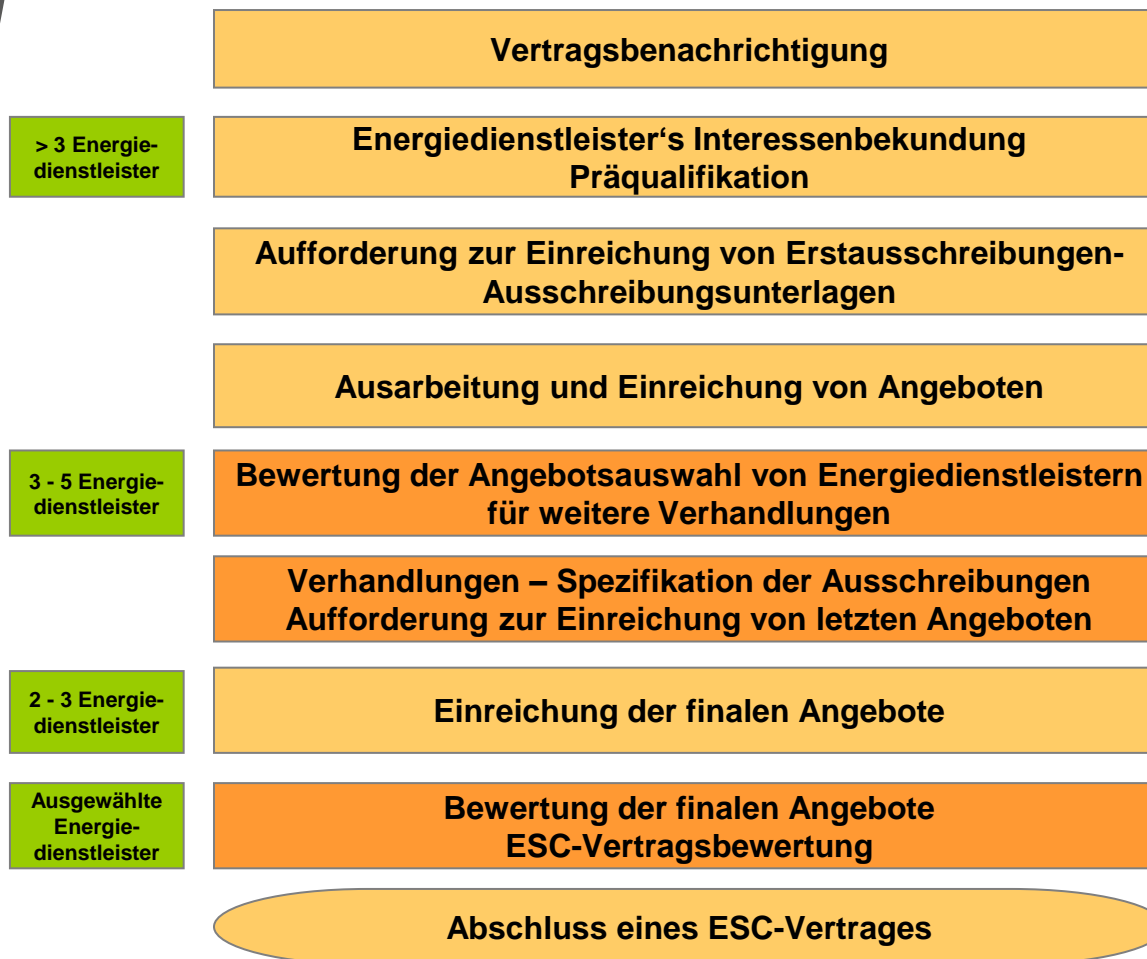 Vertragsbenachrichtigung
> 3 Energie-
dienstleister
Energiedienstleister‘s Interessenbekundung
Präqualifikation
Aufforderung zur Einreichung von Erstausschreibungen-
Ausschreibungsunterlagen
Ausarbeitung und Einreichung von Angeboten
3 - 5 Energie-
dienstleister
Bewertung der Angebotsauswahl von Energiedienstleistern
für weitere Verhandlungen
Verhandlungen – Spezifikation der Ausschreibungen
Aufforderung zur Einreichung von letzten Angeboten
2 - 3 Energie-
dienstleister
Einreichung der finalen Angebote
Ausgewählte
Energie-
dienstleister
Bewertung der finalen Angebote
ESC-Vertragsbewertung
Abschluss eines ESC-Vertrages